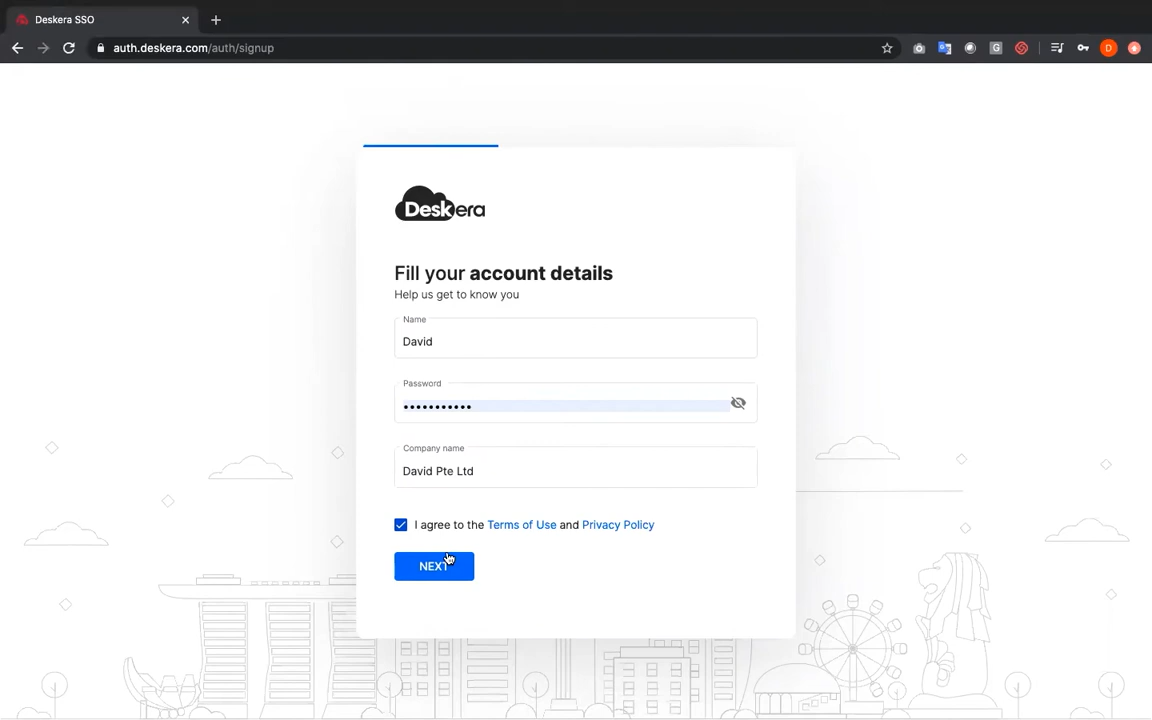 Deskera SSO
auth.deskera.com/auth/signup
G
D
Deskera
Fill your account details
Help us get to know you
Name
David
Password
•••••••••••
Company name
David Pte Ltd
I agree to the Terms of Use and Privacy Policy
NEXT